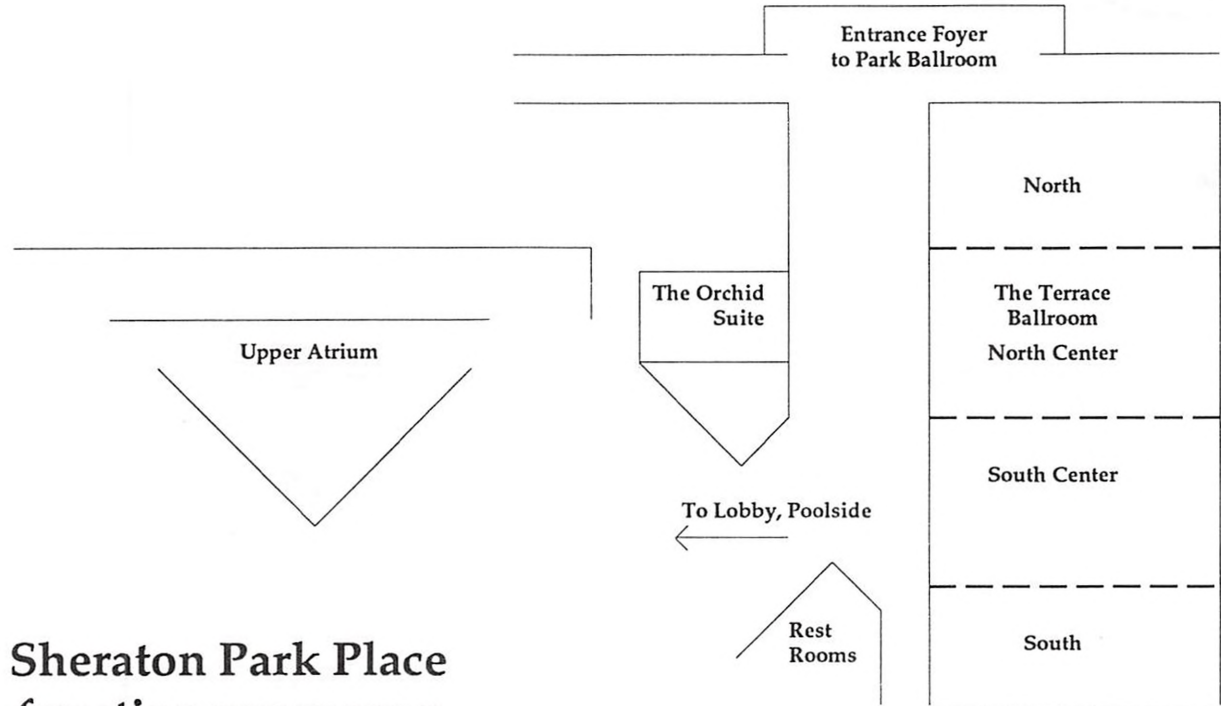 Entrance Foyer
to Park Ballroom
North
The Orchid
Suite
The Terrace
Ballroom
North Center
Upper Atrium
South Center
To Lobby, Poolside
Rest
Rooms
South
Sheraton Park Place